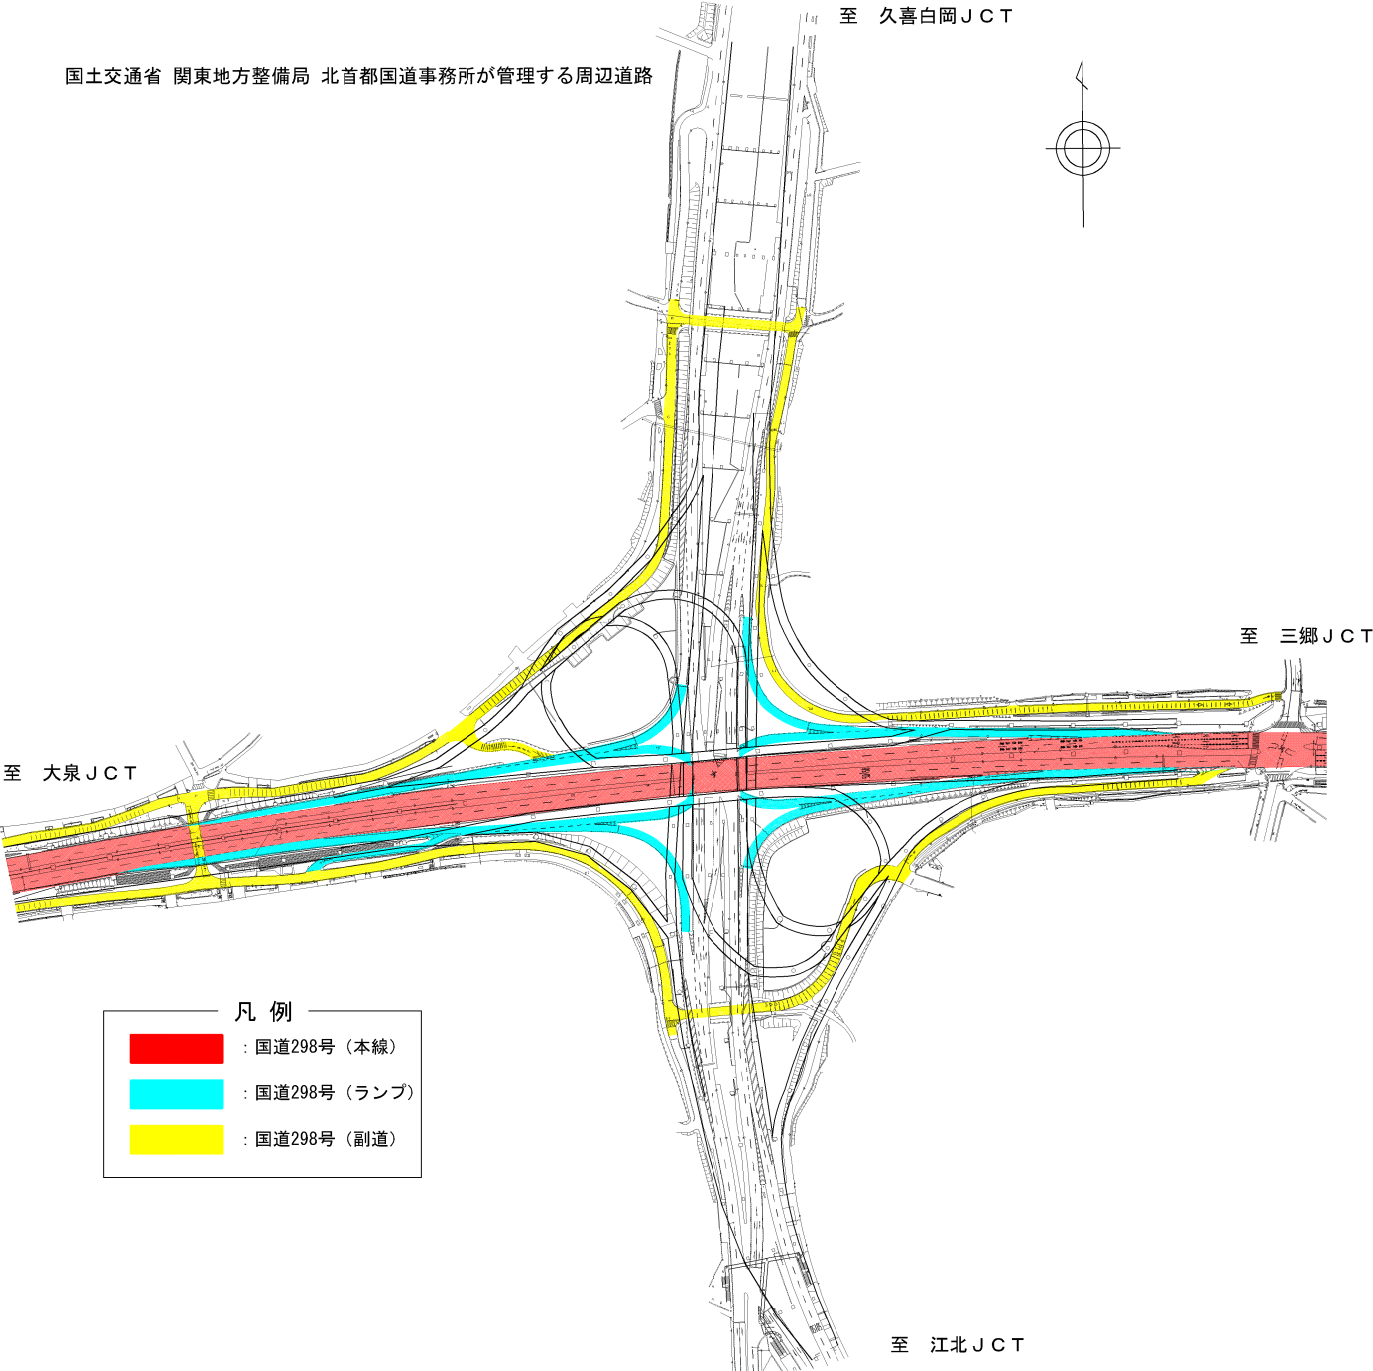 至　久喜白岡ＪＣＴ
国土交通省 関東地方整備局 北首都国道事務所が管理する周辺道路
至　三郷ＪＣＴ
至　大泉ＪＣＴ
凡 例
：国道298号（本線）
：国道298号（ランプ）
：国道298号（副道）
至　江北ＪＣＴ